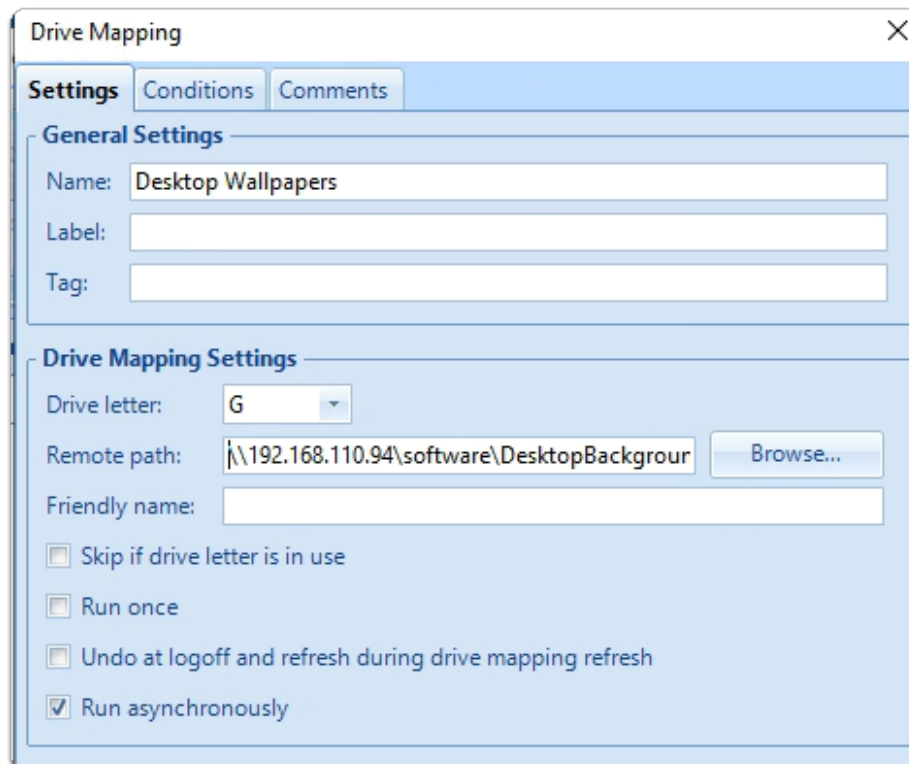 Drive Mapping
Settings Conditions Comments
General Settings
Name: Desktop Wallpapers
Label:
Tag:
Drive Mapping Settings
Drive letter: G
Remote path: \\192.168.110.94\software\DesktopBackgrour Browse...
Friendly name:
Skip if drive letter is in use
Run once
Undo at logoff and refresh during drive mapping refresh
Run asynchronously